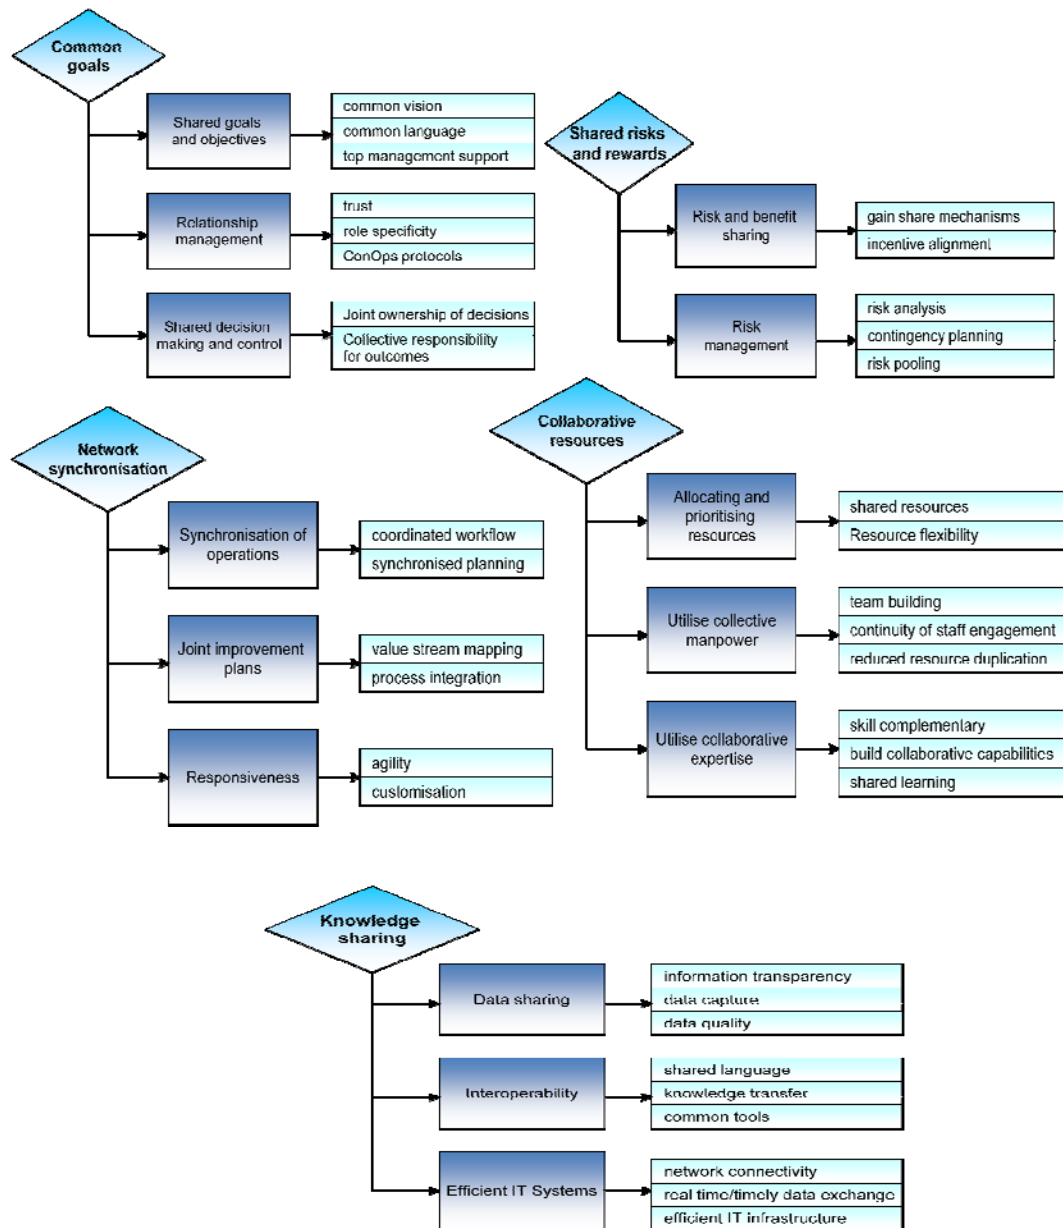 Common
goals
Shared goals
and objectives
common vision
common language
top management support
Relationship
management
trust
role specificity
ConOps protocols
Shared decision
making and control
Joint ownership of decisions
Collective responsibility
for outcomes
Shared risks
and rewards
Risk and benefit
sharing
gain share mechanisms
incentive alignment
Risk
management
risk analysis
contingency planning
risk pooling
Network
synchronisation
Synchronisation of
operations
coordinated workflow
synchronised planning
Joint improvement
plans
value stream mapping
process integration
Responsiveness
agility
customisation
Collaborative
resources
Allocating and
prioritising
resources
shared resources
Resource flexibility
Utilise collective
manpower
team building
continuity of staff engagement
reduced resource duplication
Utilise collaborative
expertise
skill complementary
build collaborative capabilities
shared learning
Knowledge
sharing
Data sharing
information transparency
data capture
data quality
Interoperability
shared language
knowledge transfer
common tools
Efficient IT Systems
network connectivity
real time/timely data exchange
efficient IT infrastructure